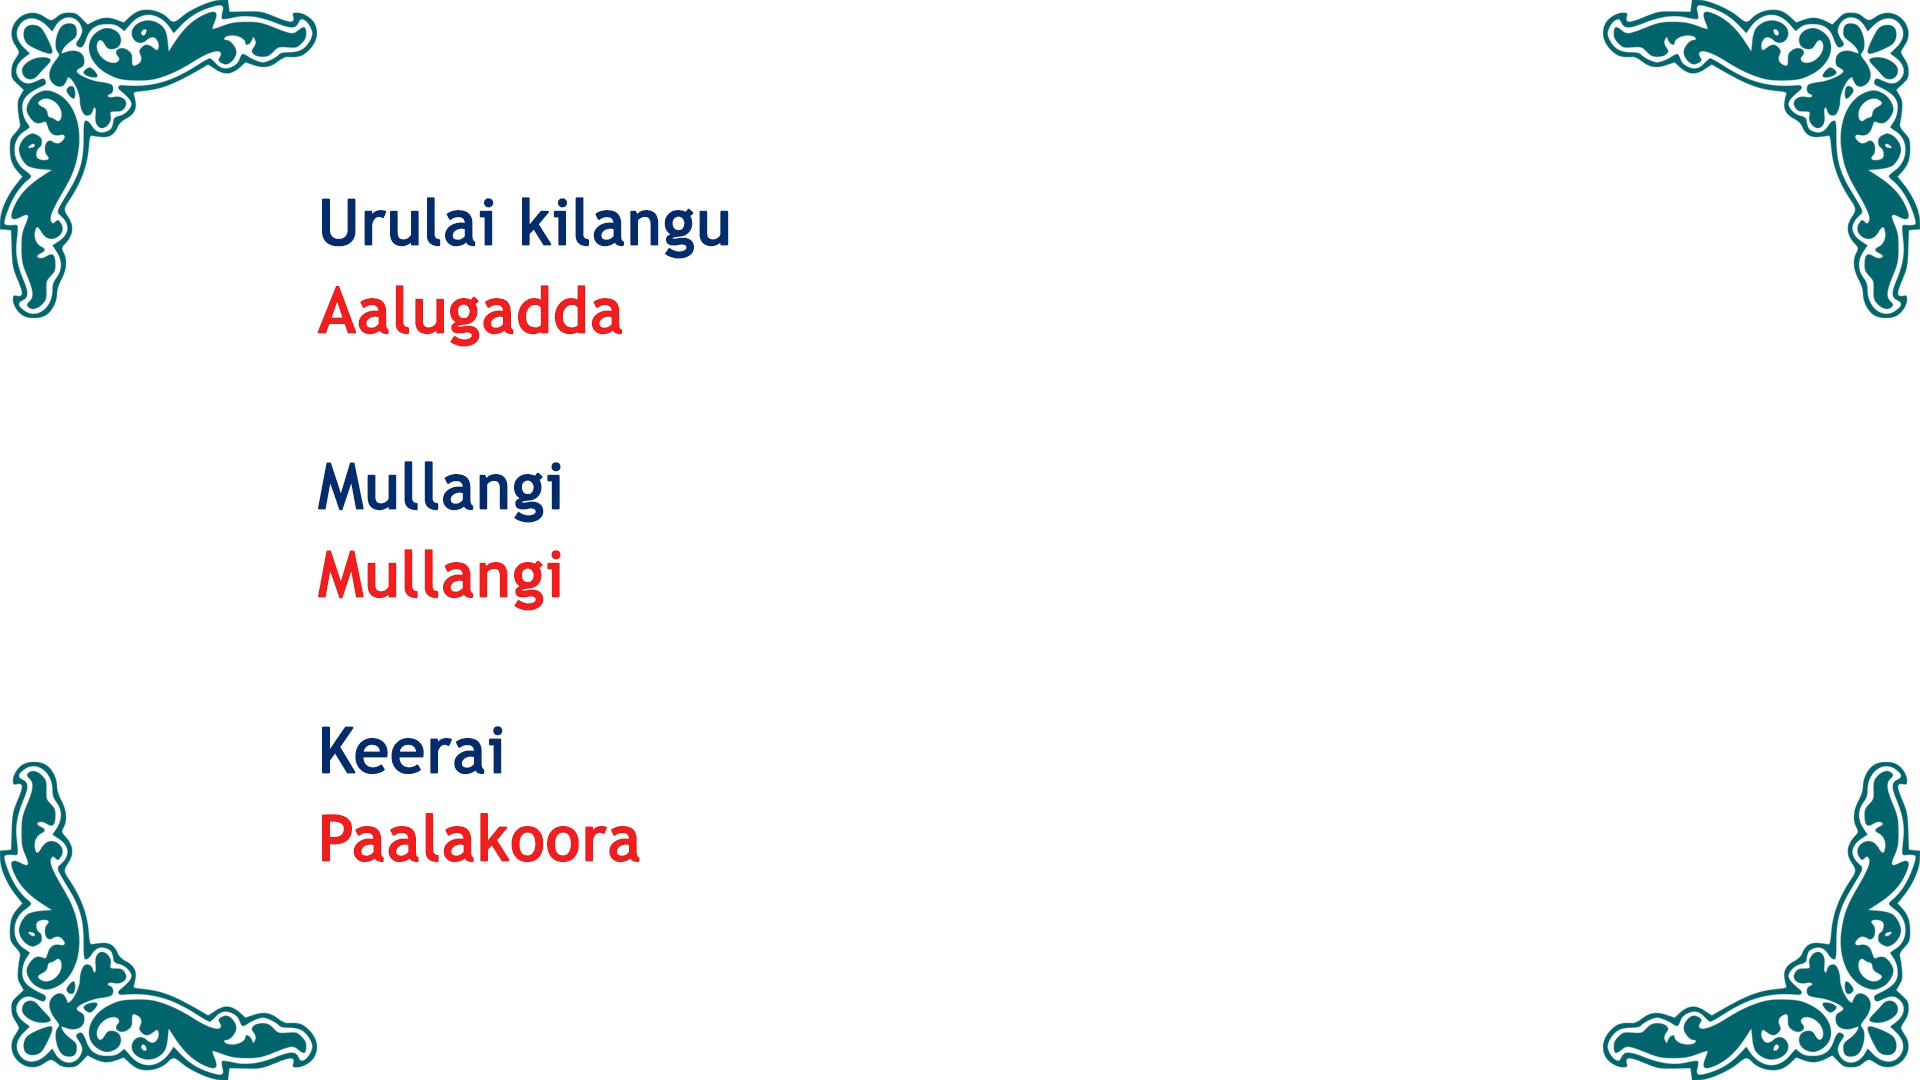 Urulai kilangu
Aalugadda
Mullangi
Mullangi
Keerai
Paalakoora